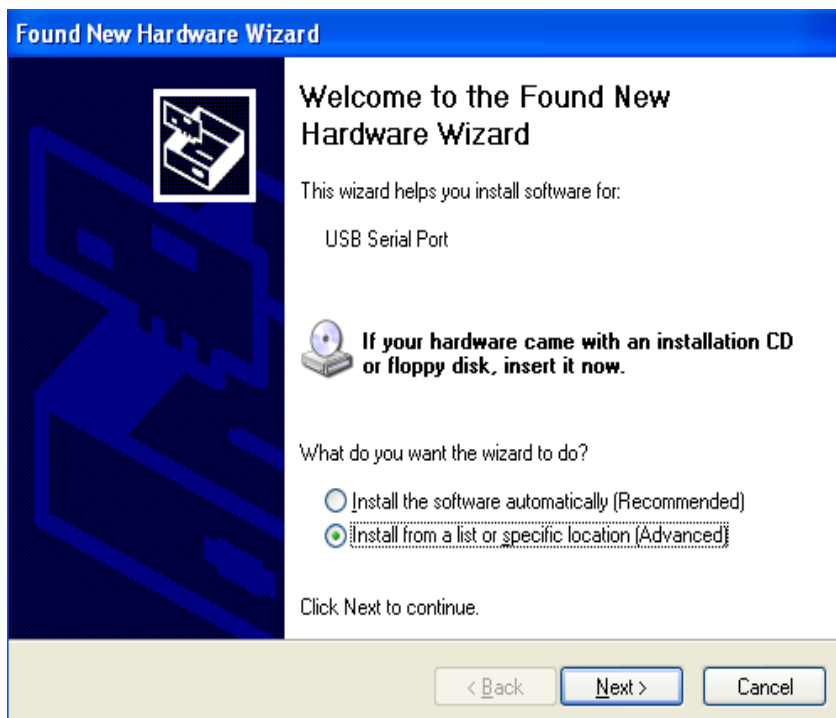 Found New Hardware Wizard
Welcome to the Found New
Hardware Wizard
This wizard helps you install software for:
USB Serial Port
If your hardware came with an installation CD
or floppy disk, insert it now.
What do you want the wizard to do?
Install the software automatically (Recommended)
Install from a list or specific location (Advanced)
Click Next to continue.
< Back Next > Cancel